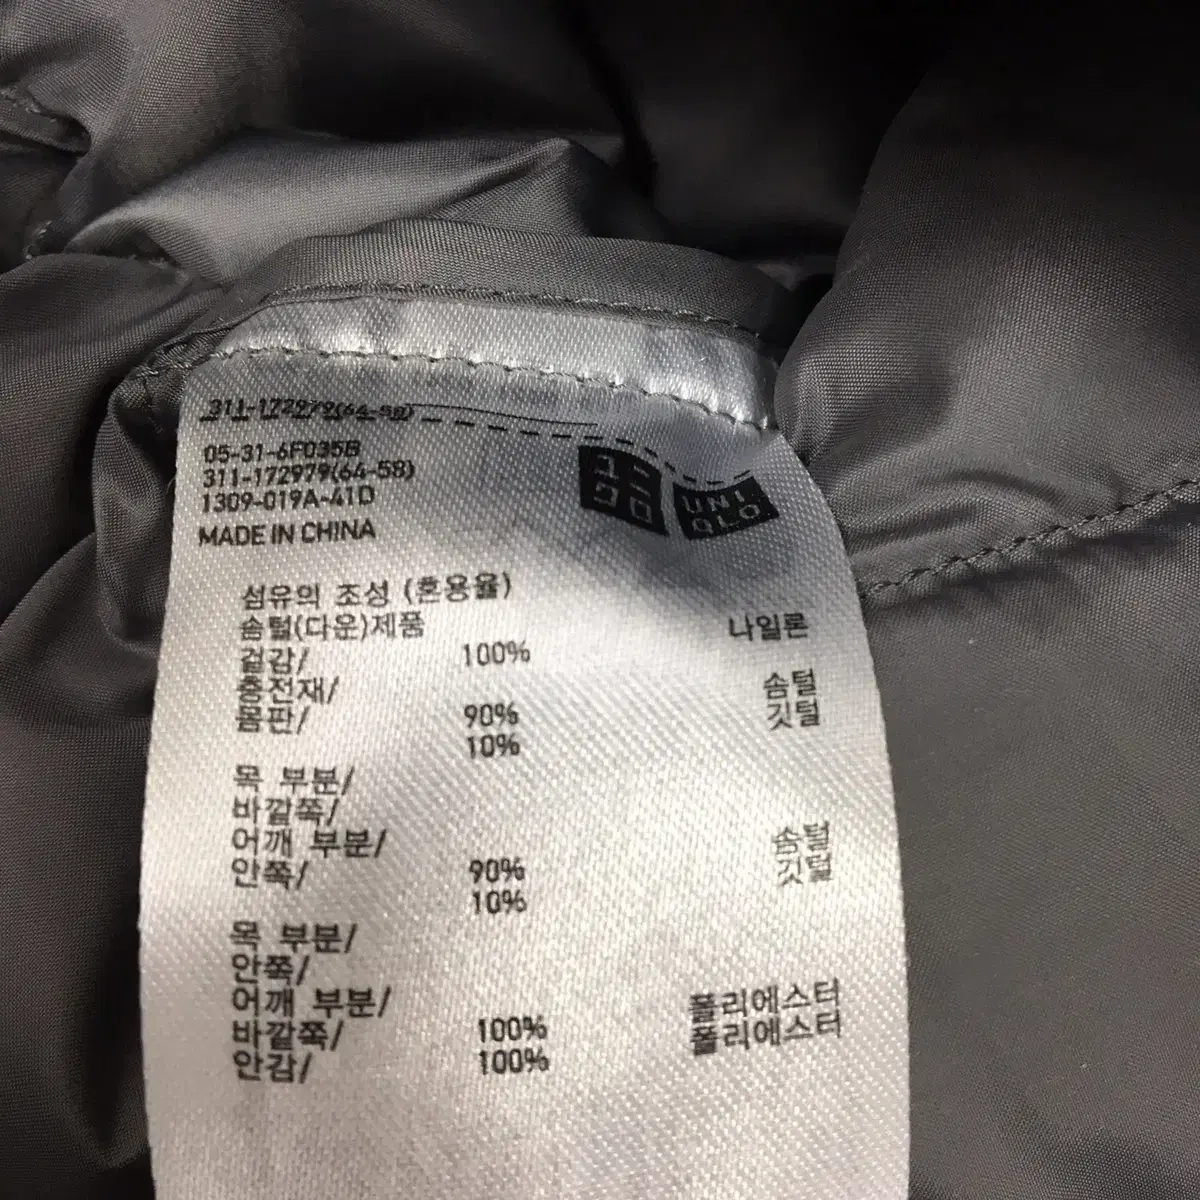 311-172979(64-58)
05-31-6F035B
311-172979(64-58)
1309-019A-41D
MADE IN CHINA
ユニ
クロ
UNI
QLO
섬유의 조성 (혼용율)
솜털(다운)제품
겉감/ 100% 나일론
충전재/
몸판/ 90% 솜털
10% 깃털
목 부분/
바깥쪽/
어깨 부분/
안쪽/ 90% 솜털
10% 깃털
목 부분/
안쪽/
어깨 부분/
바깥쪽/ 100% 폴리에스터
안감/ 100% 폴리에스터